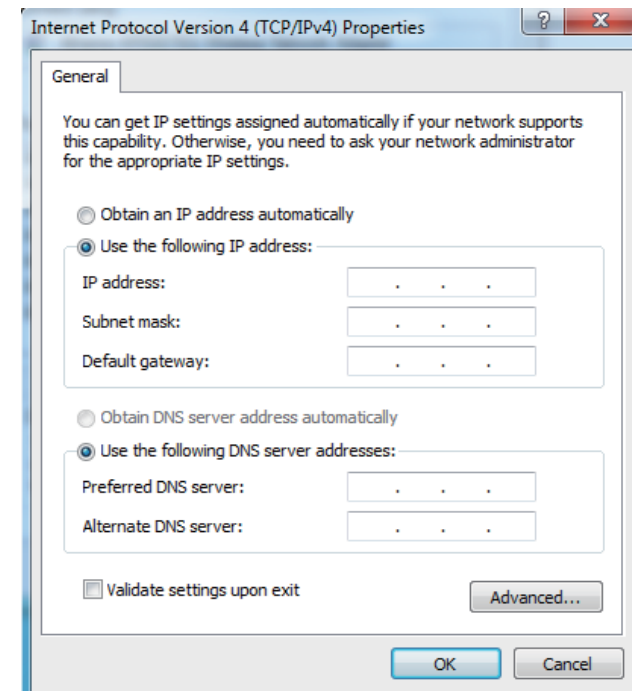 Internet Protocol Version 4 (TCP/IPv4) Properties
General
You can get IP settings assigned automatically if your network supports
this capability. Otherwise, you need to ask your network administrator
for the appropriate IP settings.
Obtain an IP address automatically
Use the following IP address:
IP address:
Subnet mask:
Default gateway:
Obtain DNS server address automatically
Use the following DNS server addresses:
Preferred DNS server:
Alternate DNS server:
Validate settings upon exit
Advanced...
OK Cancel